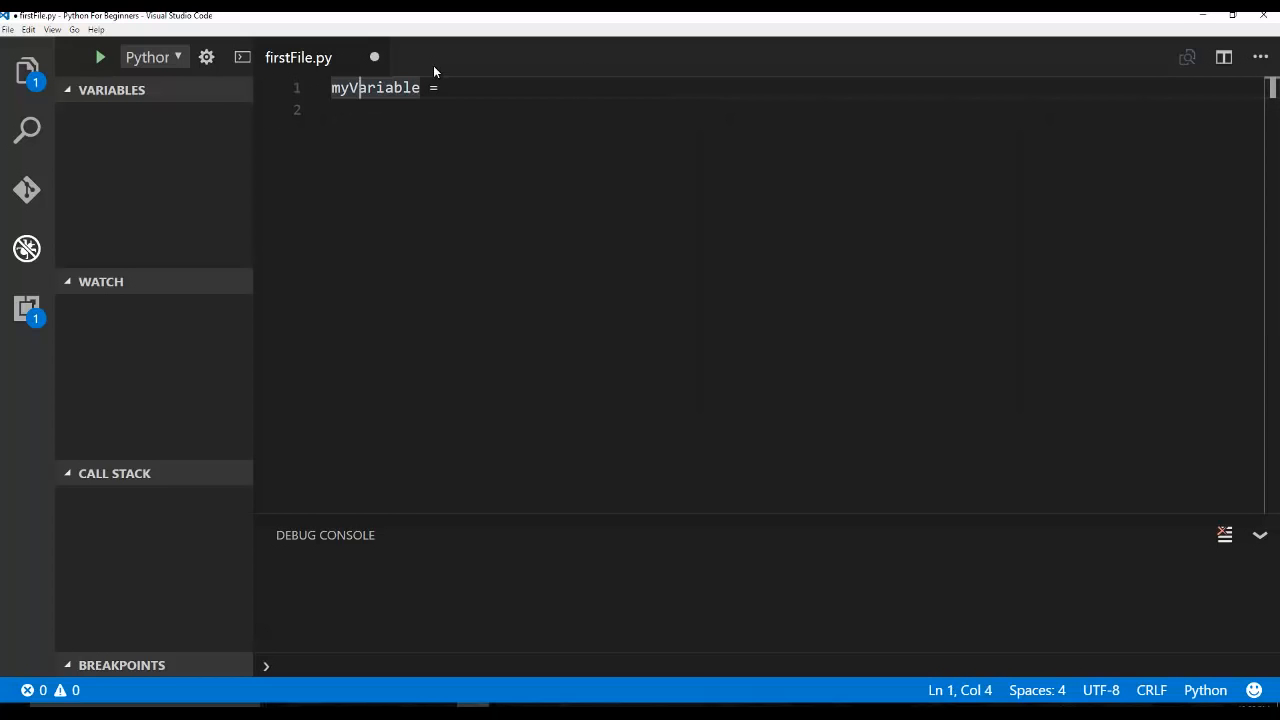 firstFile.py - Python For Beginners - Visual Studio Code
File Edit View Go Help
1
Pythor
firstFile.py
VARIABLES
1 myVariable =
2
WATCH
1
CALL STACK
DEBUG CONSOLE
BREAKPOINTS
0 0
Ln 1, Col 4 Spaces: 4 UTF-8 CRLF Python